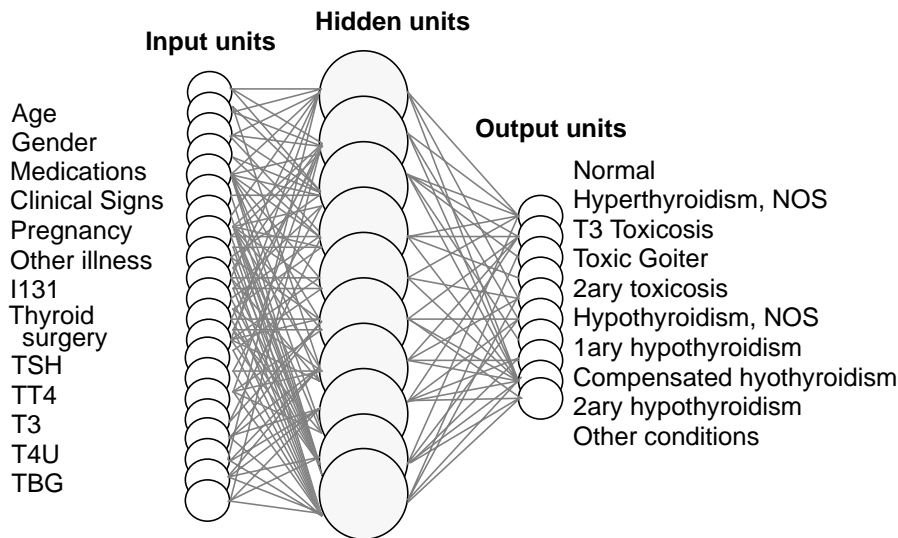 Hidden units
Input units
Output units
Age
Gender
Medications
Clinical Signs
Pregnancy
Other illness
I131
Thyroid
surgery
TSH
TT4
T3
T4U
TBG
Normal
Hyperthyroidism, NOS
T3 Toxicosis
Toxic Goiter
2ary toxicosis
Hypothyroidism, NOS
1ary hypothyroidism
Compensated hyothyroidism
2ary hypothyroidism
Other conditions